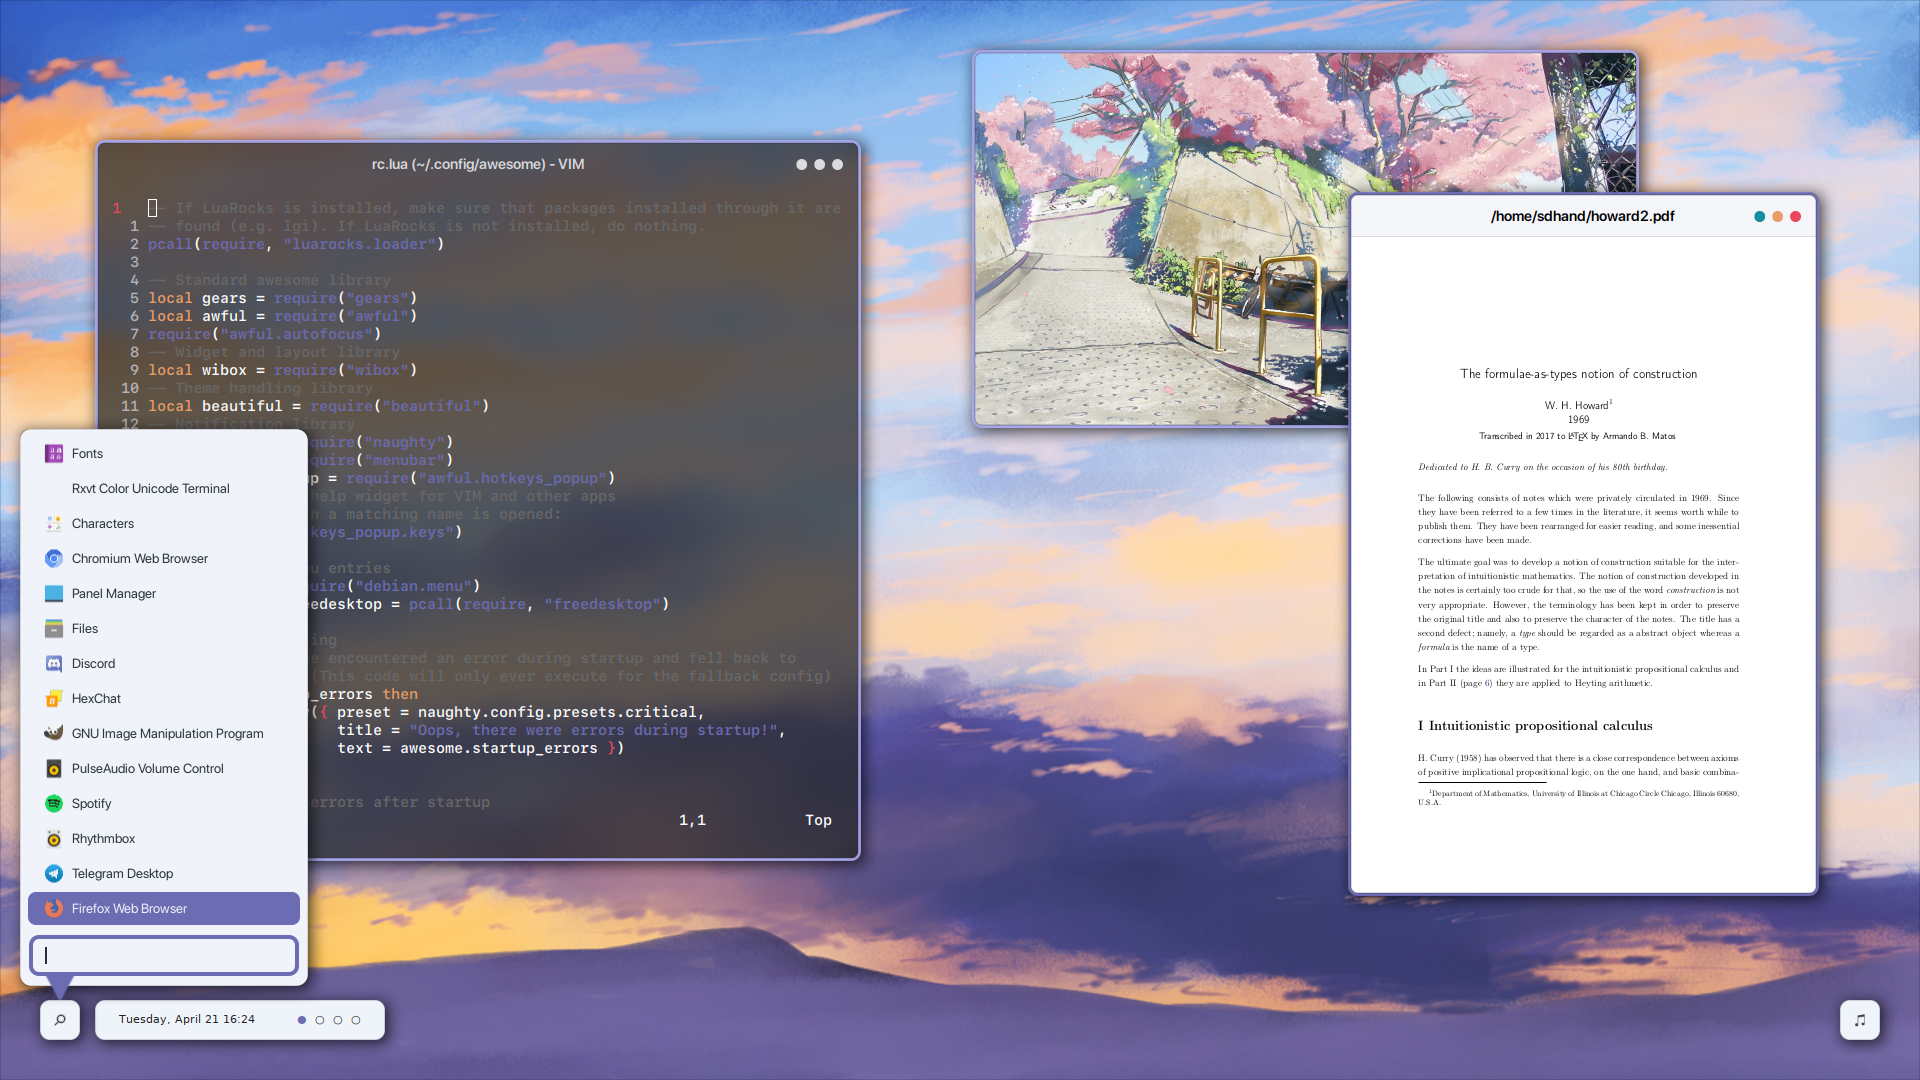 rc.lua (~/.config/awesome) - VIM
1 -- If LuaRocks is installed, make sure that packages installed through it are
1 -- found (e.g. lgi). If LuaRocks is not installed, do nothing.
2 pcall(require, "luarocks.loader")
3
4 -- Standard awesome library
5 local gears = require("gears")
6 local awful = require("awful")
7 require("awful.autofocus")
8 -- Widget and layout library
9 local wibox = require("wibox")
10 -- Theme handling library
11 local beautiful = require("beautiful")
12 -- Notification library
quire("naughty")
quire("menubar")
up = require("awful.hotkeys_popup")
help widget for VIM and other apps
h a matching name is opened:
keys_popup.keys")
u entries
quire("debian.menu")
eedesktop = pcall(require, "freedesktop")
ing
e encountered an error during startup and fell back to
(This code will only ever execute for the fallback config)
_errors then
({ preset = naughty.config.presets.critical,
title = "Oops, there were errors during startup!",
text = awesome.startup_errors })
errors after startup
1,1 Top
Fonts
Rxvt Color Unicode Terminal
Characters
Chromium Web Browser
Panel Manager
Files
Discord
HexChat
GNU Image Manipulation Program
PulseAudio Volume Control
Spotify
Rhythmbox
Telegram Desktop
Firefox Web Browser
Tuesday, April 21 16:24
/home/sdhand/howard2.pdf
The formulae-as-types notion of construction
W. H. Howard1
1969
Transcribed in 2017 to LATEX by Armando B. Matos
Dedicated to H. B. Curry on the occasion of his 80th birthday.
The following consists of notes which were privately circulated in 1969. Since
they have been referred to a few times in the literature, it seems worth while to
publish them. They have been rearranged for easier reading, and some inessential
corrections have been made.
The ultimate goal was to develop a notion of construction suitable for the inter-
pretation of intuitionistic mathematics. The notion of construction developed in
the notes is certainly too crude for that, so the use of the word construction is not
very appropriate. However, the terminology has been kept in order to preserve
the original title and also to preserve the character of the notes. The title has a
second defect; namely, a type should be regarded as a abstract object whereas a
formula is the name of a type.
In Part I the ideas are illustrated for the intuitionistic propositional calculus and
in Part II (page 6) they are applied to Heyting arithmetic.
I Intuitionistic propositional calculus
H. Curry (1958) has observed that there is a close correspondence between axioms
of positive implicational propositional logic, on the one hand, and basic combina-
1Department of Mathematics, University of Illinois at Chicago Circle Chicago, Illinois 60680,
U.S.A.